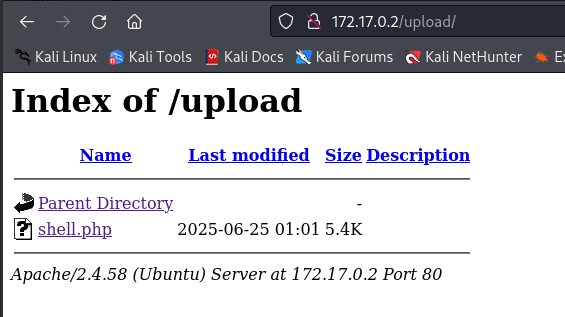 172.17.0.2/upload/
Kali Linux Kali Tools Kali Docs Kali Forums Kali NetHunter Ex
Index of /upload
Name Last modified Size Description
Parent Directory -
shell.php 2025-06-25 01:01 5.4K
Apache/2.4.58 (Ubuntu) Server at 172.17.0.2 Port 80